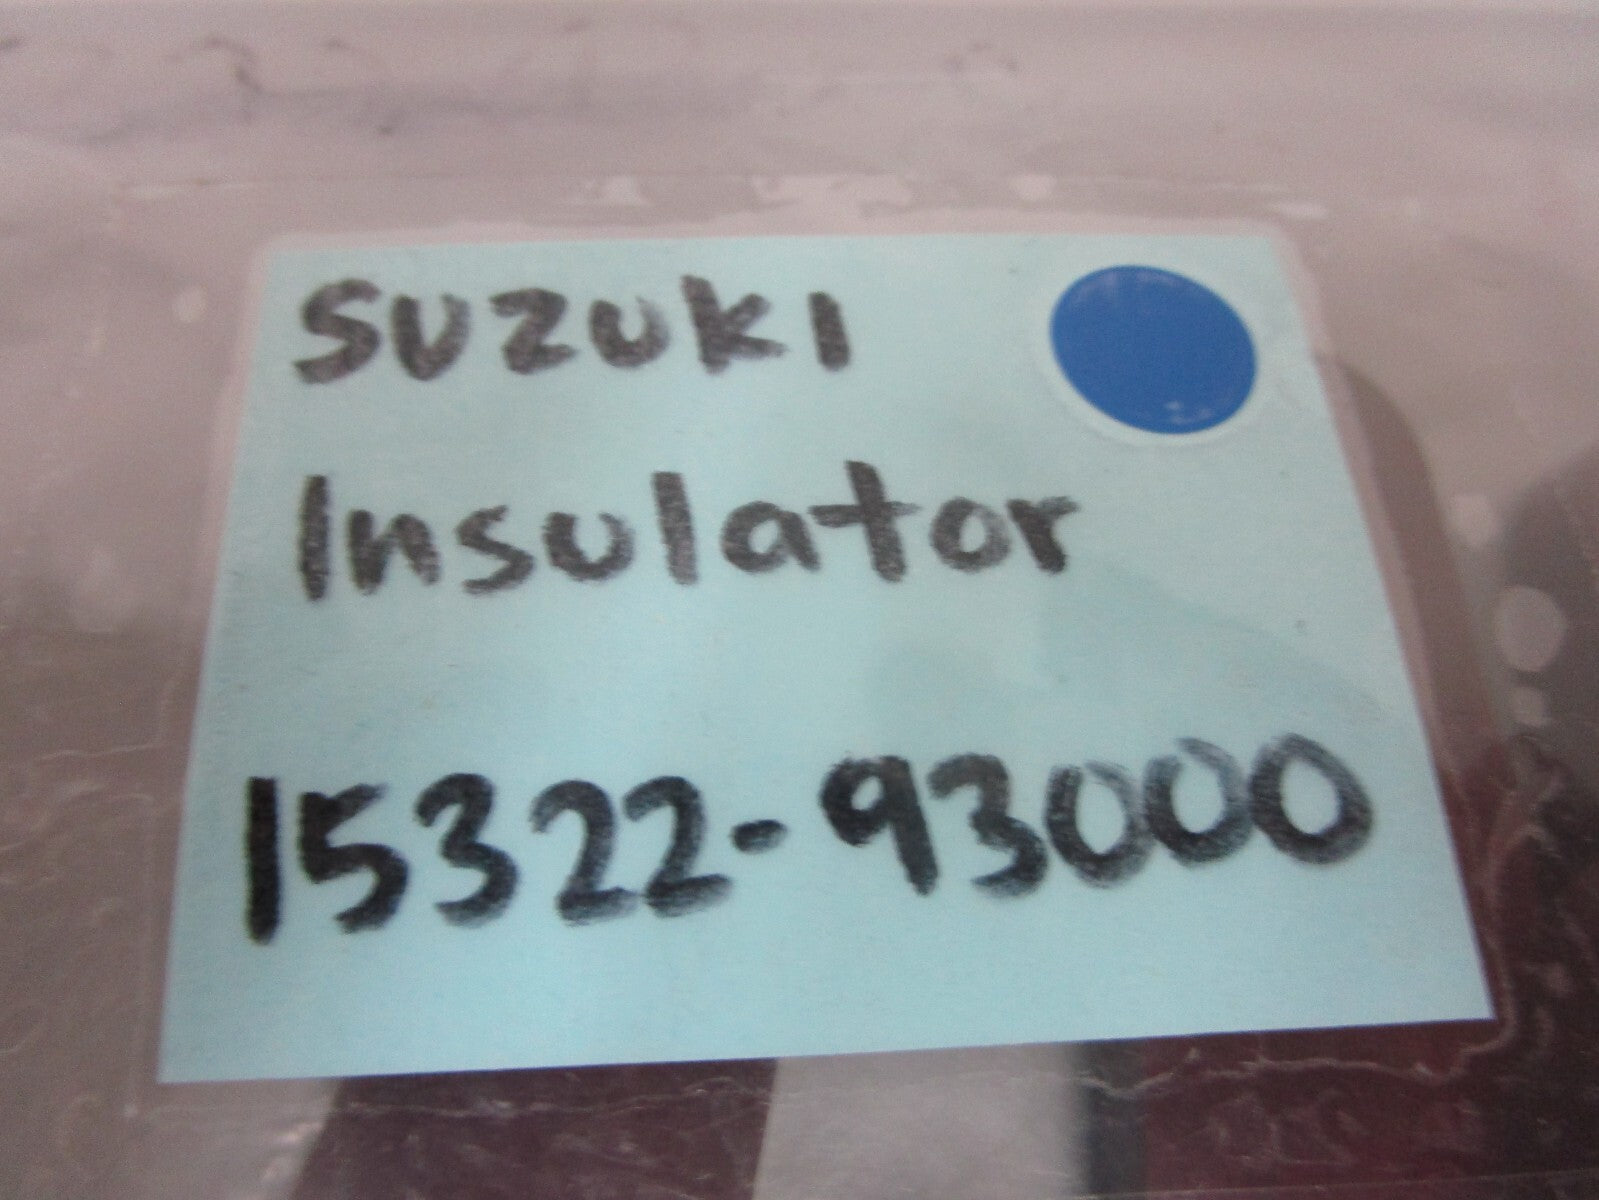 SUZUKI
Insulator
15322-93000